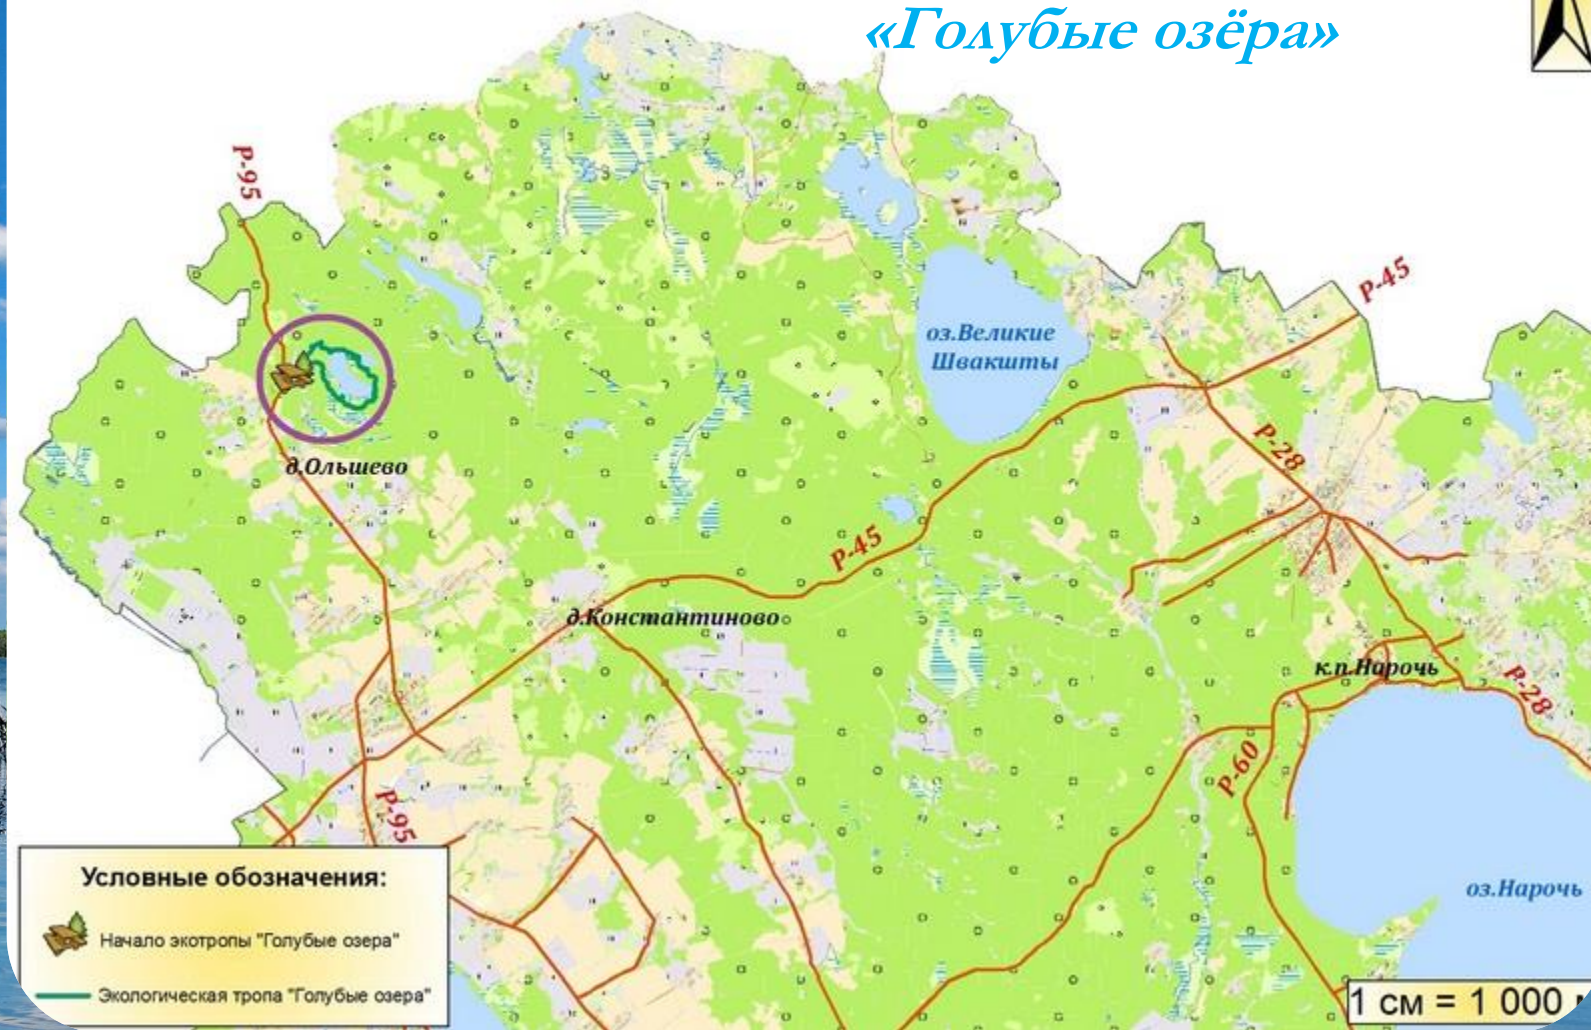 «Голубые озёра»
Р-95
Р-45
оз.Великие
Швакшты
Р-28
д.Ольшево
Р-45
д.Константиново
к.п.Нарочь
Р-28
Р-60
Р-95
оз.Нарочь
Условные обозначения:
Начало экотропы "Голубые озера"
Экологическая тропа "Голубые озера"
1 см = 1 000